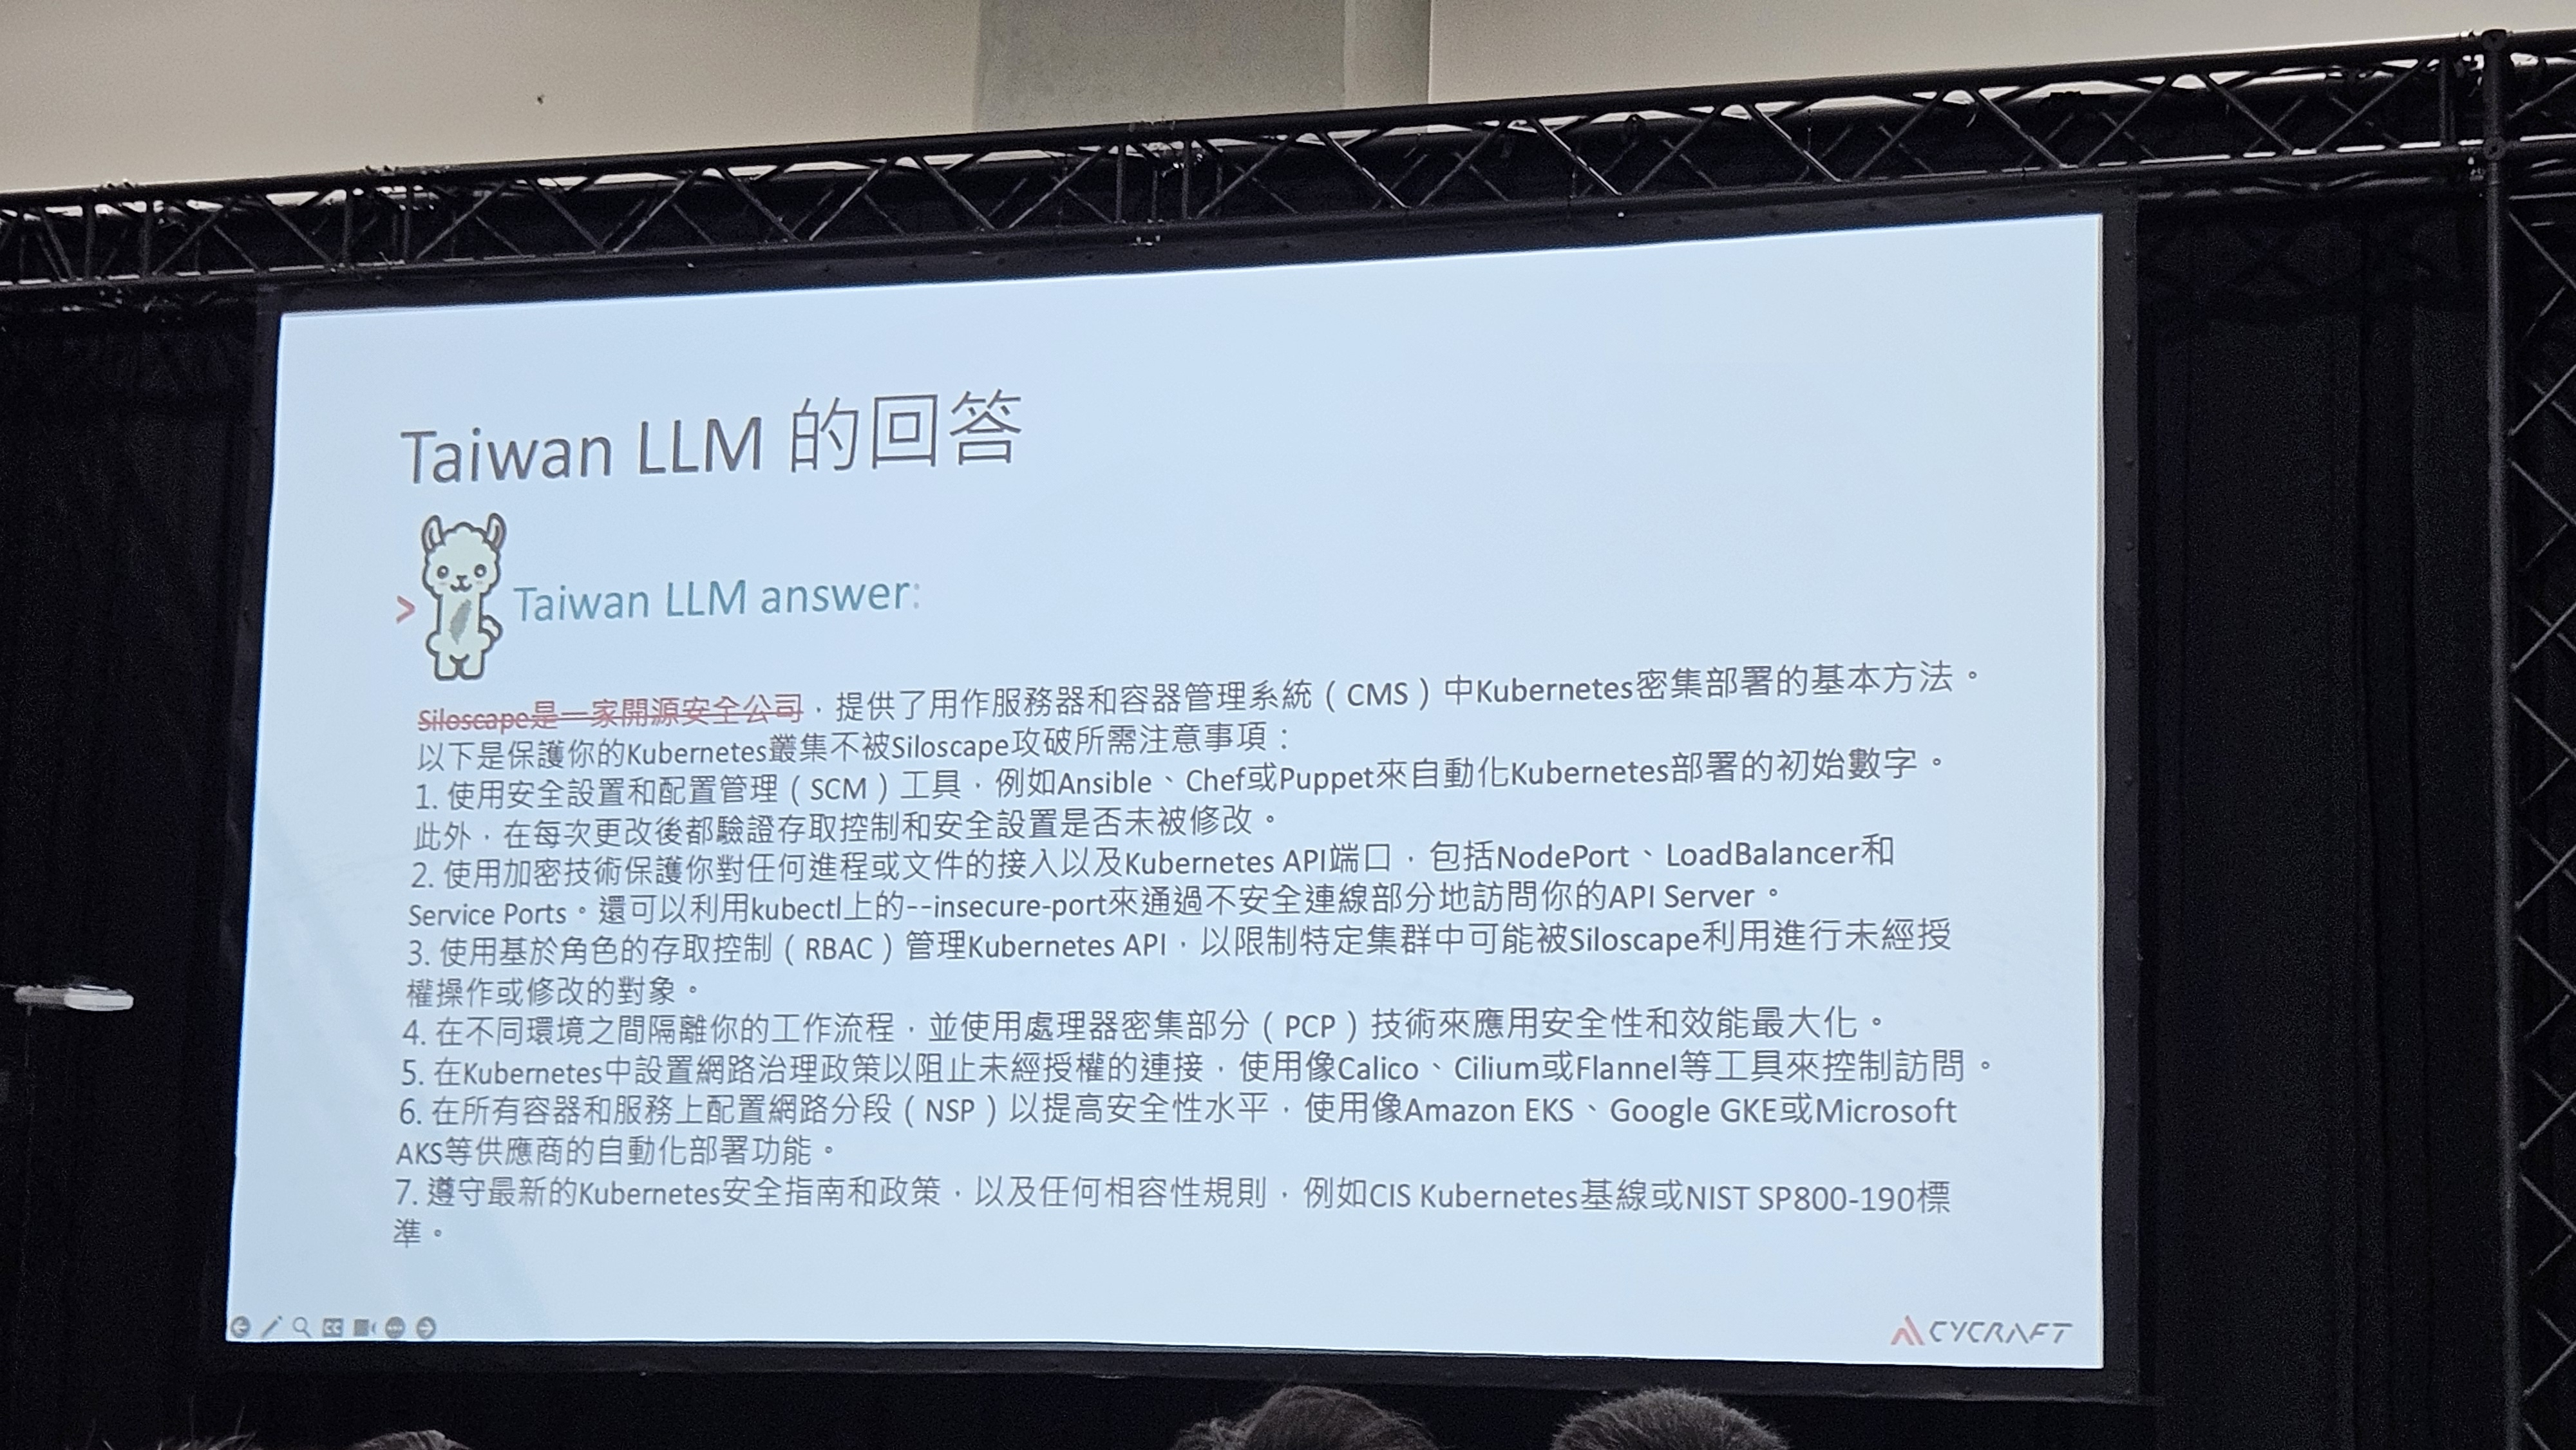 Taiwan LLM 的回答
> Taiwan LLM answer:
Siloscape是一家開源安全公司，提供了用作服務器和容器管理系統（CMS）中Kubernetes密集部署的基本方法。
以下是保護你的Kubernetes叢集不被Siloscape攻破所需注意事項：
1. 使用安全設置和配置管理（SCM）工具，例如Ansible、Chef或Puppet來自動化Kubernetes部署的初始數字。
此外，在每次更改後都驗證存取控制和安全設置是否未被修改。
2. 使用加密技術保護你對任何進程或文件的接入以及Kubernetes API端口，包括NodePort、LoadBalancer和
Service Ports。還可以利用kubectl上的--insecure-port來通過不安全連線部分地訪問你的API Server。
3. 使用基於角色的存取控制（RBAC）管理Kubernetes API，以限制特定集群中可能被Siloscape利用進行未經授
權操作或修改的對象。
4. 在不同環境之間隔離你的工作流程，並使用處理器密集部分（PCP）技術來應用安全性和效能最大化。
5. 在Kubernetes中設置網路治理政策以阻止未經授權的連接，使用像Calico、Cilium或Flannel等工具來控制訪問。
6. 在所有容器和服務上配置網路分段（NSP）以提高安全性水平，使用像Amazon EKS、Google GKE或Microsoft
AKS等供應商的自動化部署功能。
7. 遵守最新的Kubernetes安全指南和政策，以及任何相容性規則，例如CIS Kubernetes基線或NIST SP800-190標
準。
CC
CYCRAFT